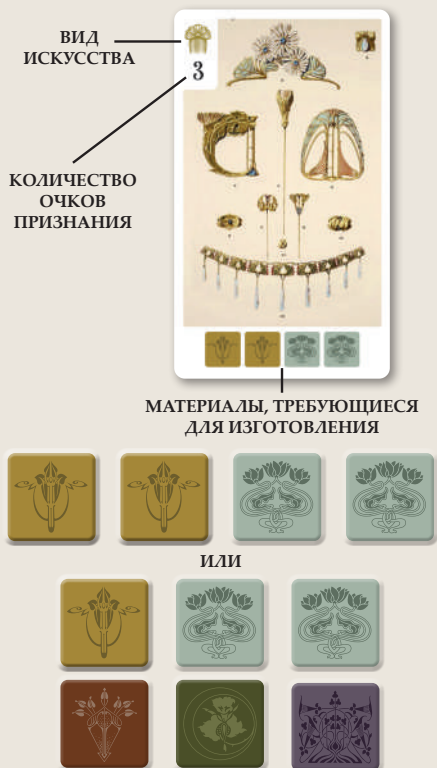 ВИД
ИСКУССТВА
3
КОЛИЧЕСТВО
ОЧКОВ
ПРИЗНАНИЯ
МАТЕРИАЛЫ, ТРЕБУЮЩИЕСЯ
ДЛЯ ИЗГОТОВЛЕНИЯ
ИЛИ